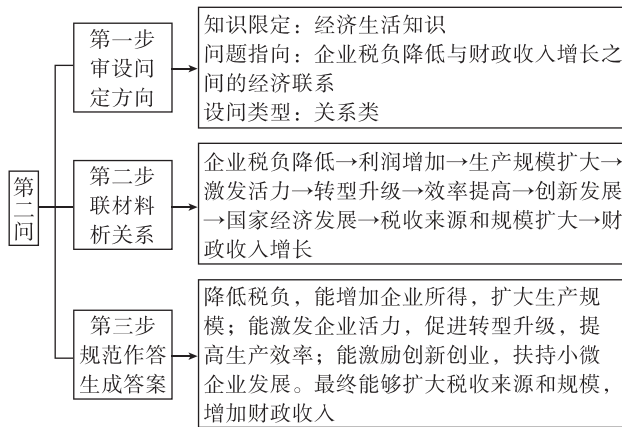 第二问
第一步
审设问
定方向
知识限定：经济生活知识
问题指向：企业税负降低与财政收入增长之
间的经济联系
设问类型：关系类
第二步
联材料
析关系
企业税负降低→利润增加→生产规模扩大→
激发活力→转型升级→效率提高→创新发展
→国家经济发展→税收来源和规模扩大→财
政收入增长
第三步
规范作答
生成答案
降低税负，能增加企业所得，扩大生产规
模；能激发企业活力，促进转型升级，提
高生产效率；能激励创新创业，扶持小微
企业发展。最终能够扩大税收来源和规模，
增加财政收入